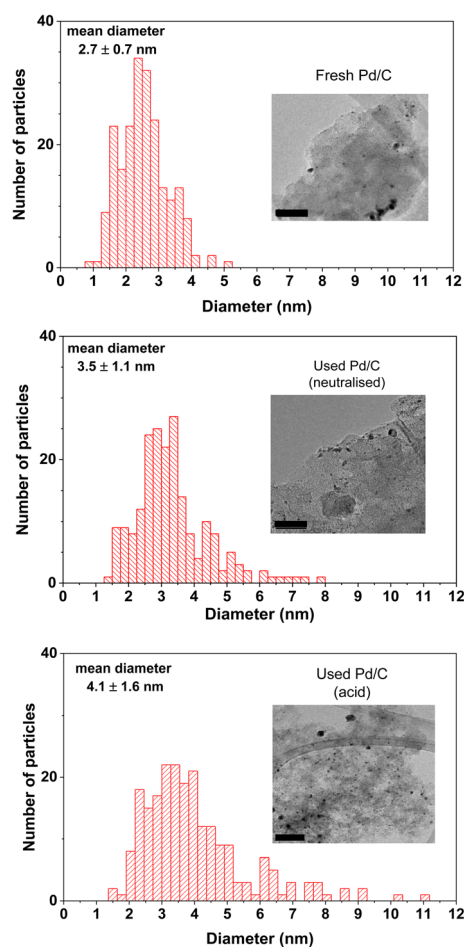 40
mean diameter
2.7 ± 0.7 nm
Fresh Pd/C
Number of particles
20
0
0 1 2 3 4 5 6 7 8 9 10 11 12
Diameter (nm)
40
mean diameter
3.5 ± 1.1 nm
Used Pd/C
(neutralised)
Number of particles
20
0
0 1 2 3 4 5 6 7 8 9 10 11 12
Diameter (nm)
40
mean diameter
4.1 ± 1.6 nm
Used Pd/C
(acid)
Number of particles
20
0
0 1 2 3 4 5 6 7 8 9 10 11 12
Diameter (nm)